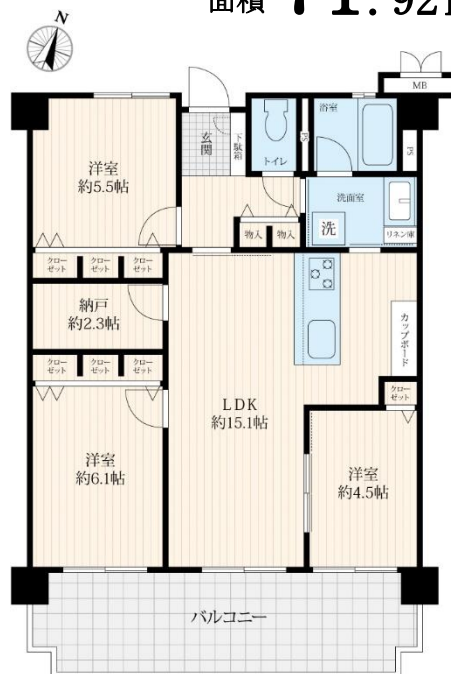 面積 71.92
N
MB
浴室
PS
PS
玄関
下駄箱
トイレ
洋室
約5.5帖
洗面室
洗
リネン庫
物入
物入
クローゼット
クローゼット
クローゼット
納戸
約2.3帖
カップボード
クローゼット
クローゼット
クローゼット
クローゼット
LDK
約15.1帖
洋室
約6.1帖
洋室
約4.5帖
バルコニー